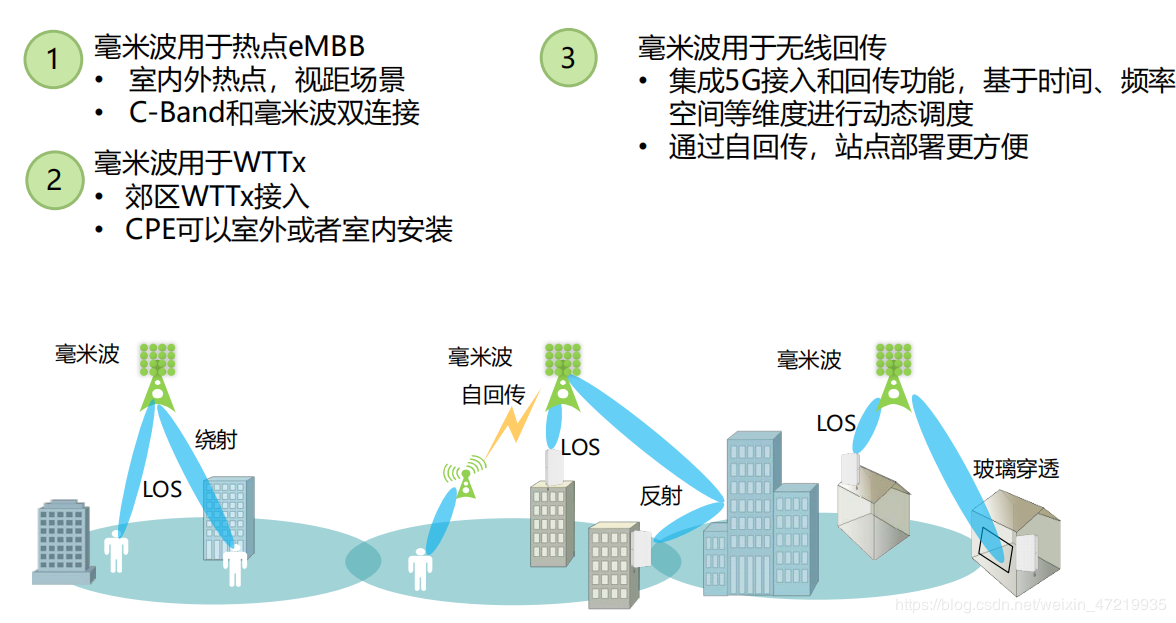 1
毫米波用于热点eMBB
• 室内外热点，视距场景
• C-Band和毫米波双连接
2
毫米波用于WTTx
• 郊区WTTx接入
• CPE可以室外或者室内安装
3
毫米波用于无线回传
• 集成5G接入和回传功能，基于时间、频率
空间等维度进行动态调度
• 通过自回传，站点部署更方便
毫米波
绕射
LOS
毫米波
自回传
LOS
反射
毫米波
LOS
玻璃穿透
https://blog.csdn.net/weixin_47219935